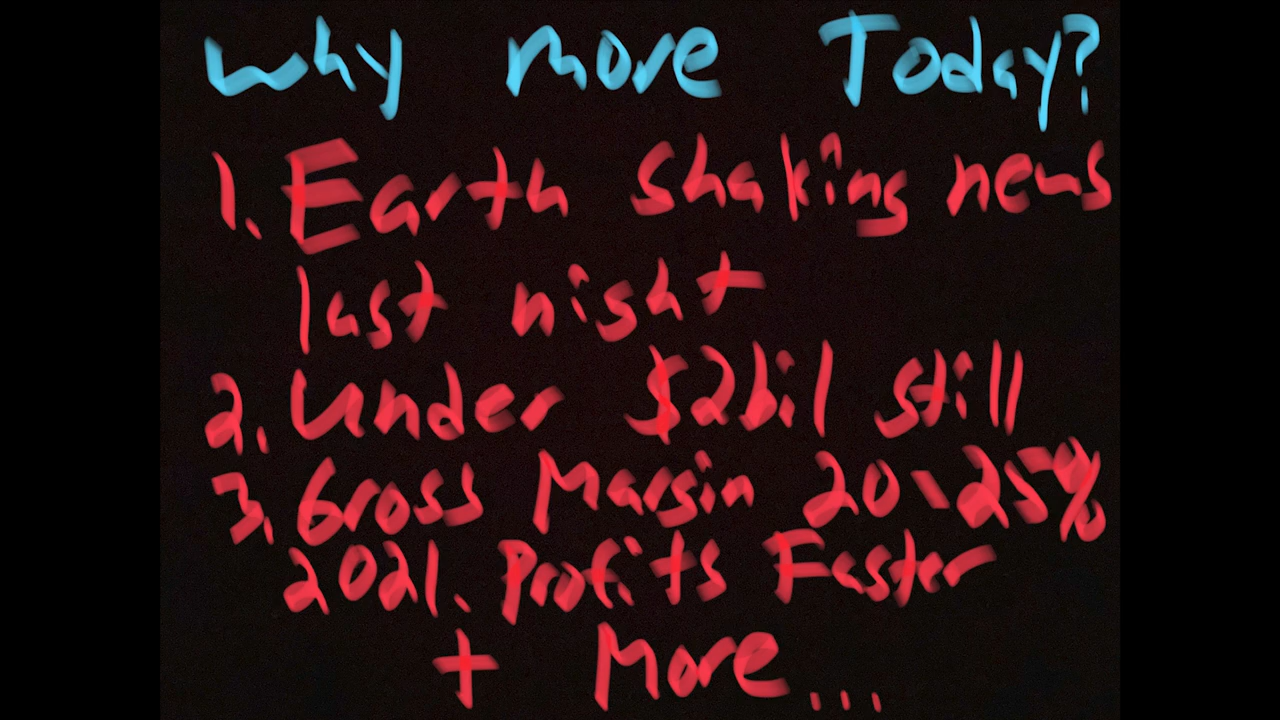 Why more Today?
1. Earth shaking news
last night
2. Under $2bil still
3. Gross Margin 20-25%
2021. Profits Faster
+ More...